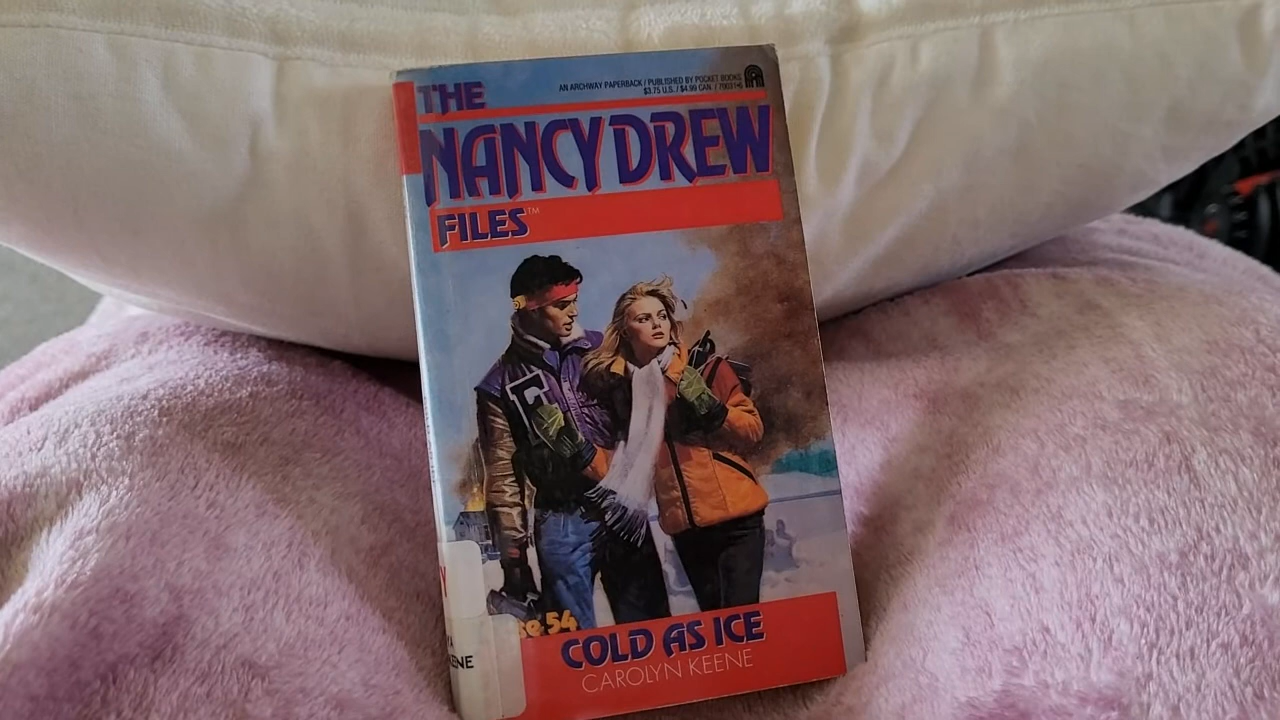 THE
AN ARCHWAY PAPERBACK / PUBLISHED BY POCKET BOOKS
$3.75 U.S. / $4.99 CAN. / 70031-6
NANCY DREW
FILES™
54
COLD AS ICE
CAROLYN KEENE